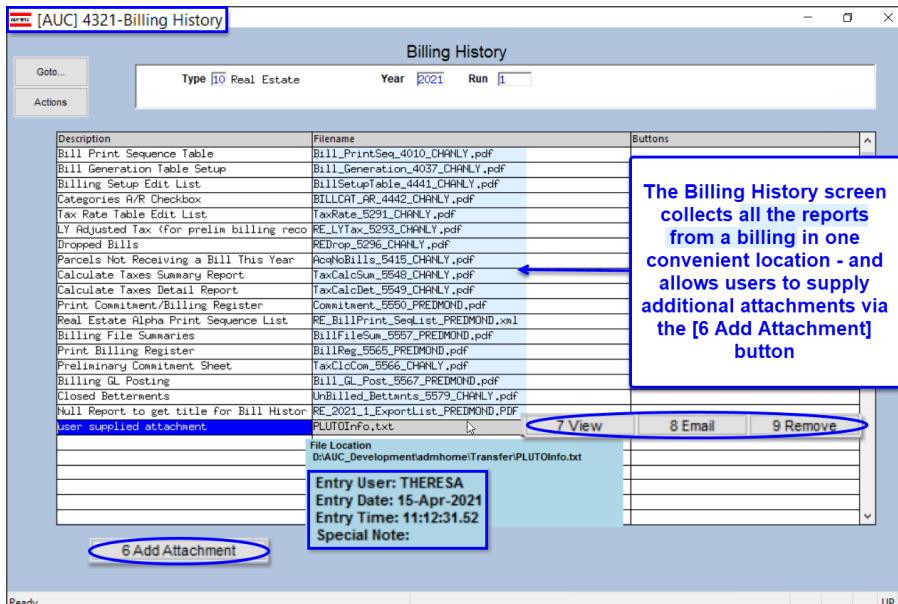 [AUC] 4321-Billing History
Billing History
Goto...
Actions
Type 10 Real Estate Year 2021 Run 1
Description Filename Buttons
Bill Print Sequence Table Bill_PrintSeq_4010_CHANLY.pdf
Bill Generation Table Setup Bill_Generation_4037_CHANLY.pdf
Billing Setup Edit List BillSetupTable_4441_CHANLY.pdf
Categories A/R Checkbox BILLCAT_AR_4442_CHANLY.pdf
Tax Rate Table Edit List TaxRate_5291_CHANLY.pdf
LY Adjusted Tax (for prelim billing reco RE_LYTax_5293_CHANLY.pdf
Dropped Bills REDrop_5296_CHANLY.pdf
Parcels Not Receiving a Bill This Year AcqNoBills_5415_CHANLY.pdf
Calculate Taxes Summary Report TaxCalcSum_5548_CHANLY.pdf
Calculate Taxes Detail Report TaxCalcDet_5549_CHANLY.pdf
Print Commitment/Billing Register Commitment_5550_PREDMOND.pdf
Real Estate Alpha Print Sequence List RE_BillPrint_SeqList_PREDMOND.xml
Billing File Summaries BillFileSum_5557_PREDMOND.pdf
Print Billing Register BillReg_5565_PREDMOND.pdf
Preliminary Commitment Sheet TaxClcCom_5566_CHANLY.pdf
Billing GL Posting Bill_GL_Post_5567_PREDMOND.pdf
Closed Betterments UnBilled_Bettmnts_5579_CHANLY.pdf
Null Report to get title for Bill Histor RE_2021_1_ExportList_PREDMOND.PDF
user supplied attachment PLUTOInfo.txt 7 View 8 Email 9 Remove
The Billing History screen
collects all the reports
from a billing in one
convenient location - and
allows users to supply
additional attachments via
the [6 Add Attachment]
button
File Location
D:\AUC_Development\admhome\Transfer\PLUTOInfo.txt
Entry User: THERESA
Entry Date: 15-Apr-2021
Entry Time: 11:12:31.52
Special Note:
6 Add Attachment
Ready